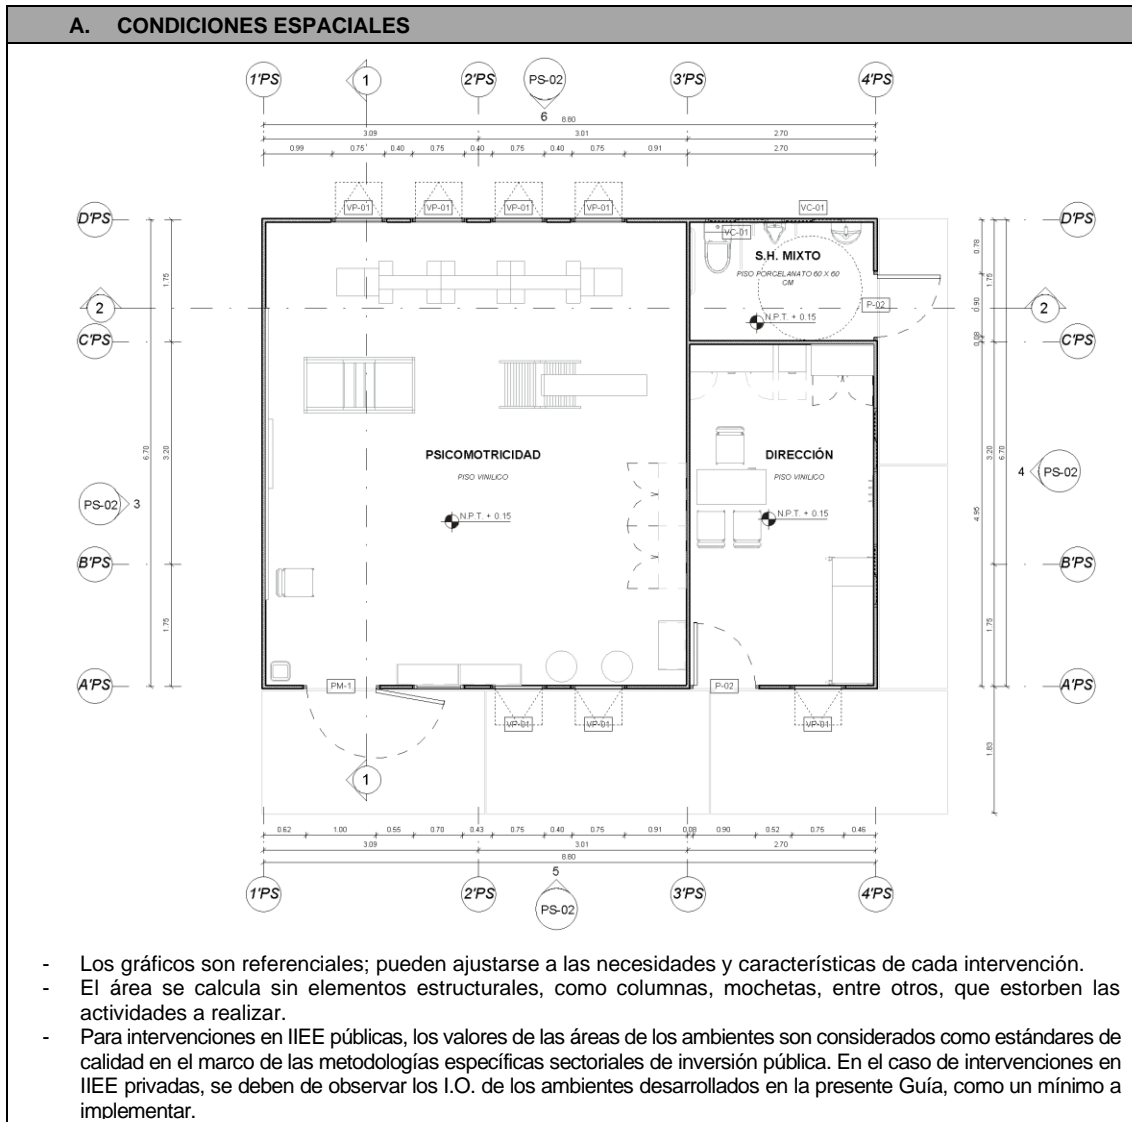 A. CONDICIONES ESPACIALES
1'PS 1 2'PS PS-02 3'PS 4'PS
6
8.80
3.09 3.01 2.70
0.99 0.75 0.40 0.75 0.40 0.75 0.40 0.75 0.91 2.70
VP-01 VP-01 VP-01 VP-01 VC-01
D'PS D'PS
VC-01
S.H. MIXTO
PISO PORCELANATO 60 X 60
CM
0.78
1.75 1.75
2 P-02 0.90 2
N.P.T. + 0.15
C'PS 0.08 C'PS
PSICOMOTRICIDAD DIRECCIÓN
PISO VINILICO PISO VINILICO
6.70 3.20 3.20 6.70
4 PS-02
PS-02 3
N.P.T. + 0.15 N.P.T. + 0.15
4.95
B'PS B'PS
1.75 1.75
A'PS PM-1 P-02 A'PS
VP-01 VP-01 VP-01
1.83
1
0.62 1.00 0.55 0.70 0.43 0.75 0.40 0.75 0.91 0.08 0.90 0.52 0.75 0.46
3.09 3.01 2.70
8.80
5
1'PS 2'PS PS-02 3'PS 4'PS
- Los gráficos son referenciales; pueden ajustarse a las necesidades y características de cada intervención.
- El área se calcula sin elementos estructurales, como columnas, mochetas, entre otros, que estorben las
actividades a realizar.
- Para intervenciones en IIEE públicas, los valores de las áreas de los ambientes son considerados como estándares de
calidad en el marco de las metodologías específicas sectoriales de inversión pública. En el caso de intervenciones en
IIEE privadas, se deben de observar los I.O. de los ambientes desarrollados en la presente Guía, como un mínimo a
implementar.